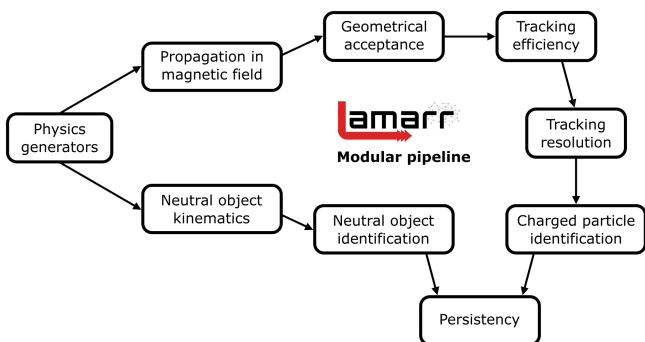 Geometrical
acceptance
Tracking
efficiency
Propagation in
magnetic field
Lamarr
Modular pipeline
Physics
generators
Tracking
resolution
Neutral object
kinematics
Neutral object
identification
Charged particle
identification
Persistency